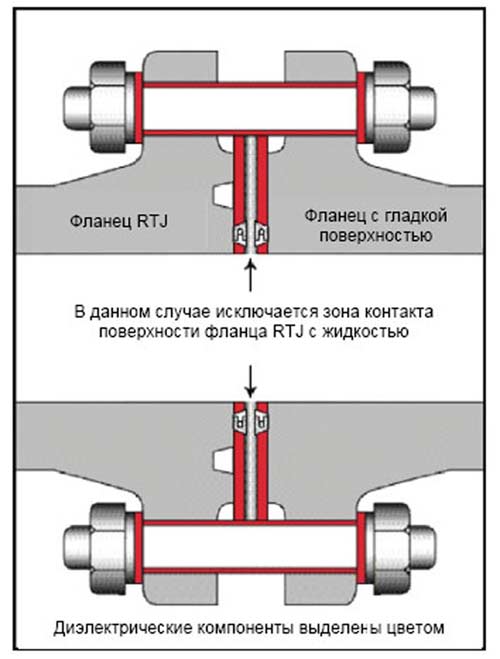 Фланец RTJ
Фланец с гладкой
поверхностью
В данном случае исключается зона контакта
поверхности фланца RTJ с жидкостью
Диэлектрические компоненты выделены цветом